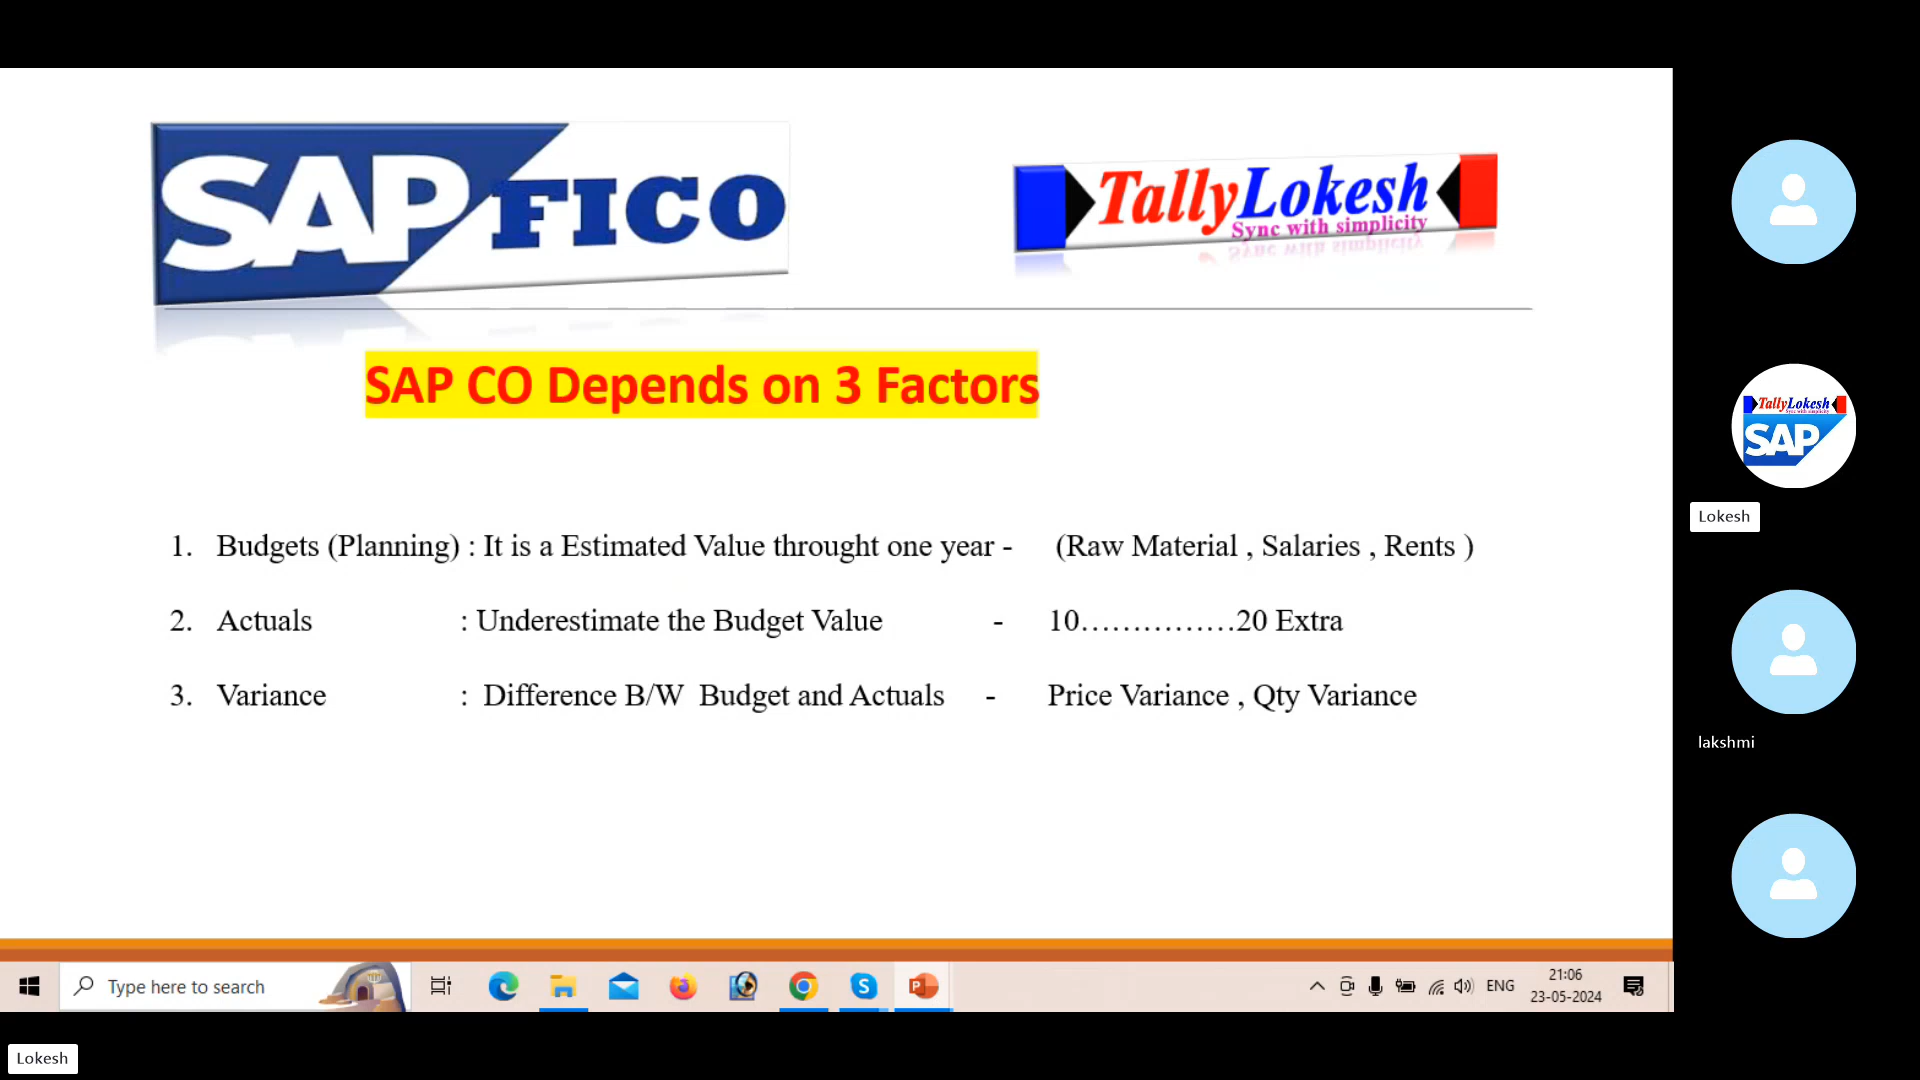 SAP FICO
TallyLokesh
Sync with simplicity
SAP CO Depends on 3 Factors
1. Budgets (Planning) : It is a Estimated Value throught one year - (Raw Material , Salaries , Rents )
2. Actuals : Underestimate the Budget Value - 10……………20 Extra
3. Variance : Difference B/W Budget and Actuals - Price Variance , Qty Variance
TallyLokesh
SAP
Lokesh
lakshmi
Type here to search
ENG
21:06
23-05-2024
Lokesh